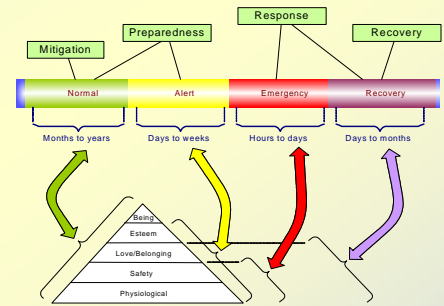 Response
Preparedness
Mitigation
Recovery
Normal
Alert
Emergency
Recovery
Months to years
Days to weeks
Hours to days
Days to months
Being
Esteem
Love/Belonging
Safety
Physiological